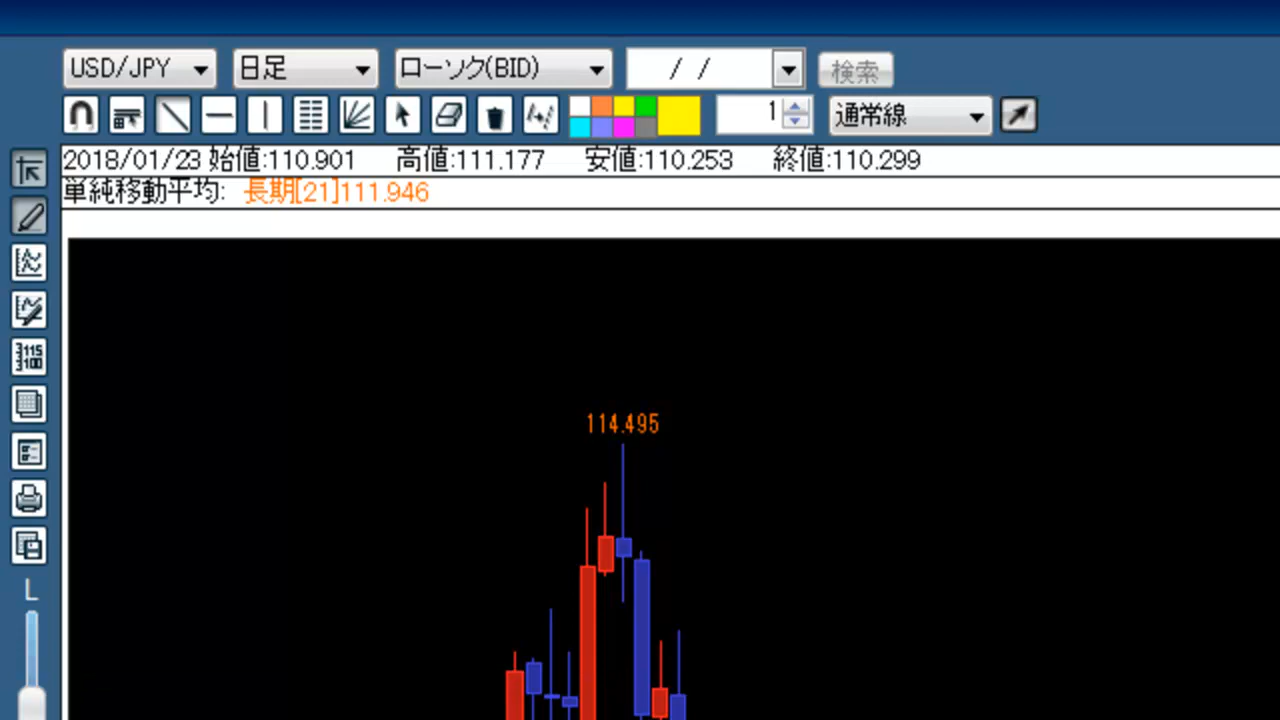 USD/JPY 日足 ローソク(BID) / / 検索
1 通常線
2018/01/23 始値:110.901 高値:111.177 安値:110.253 終値:110.299
単純移動平均: 長期[21]111.946
115
100
114.495
L